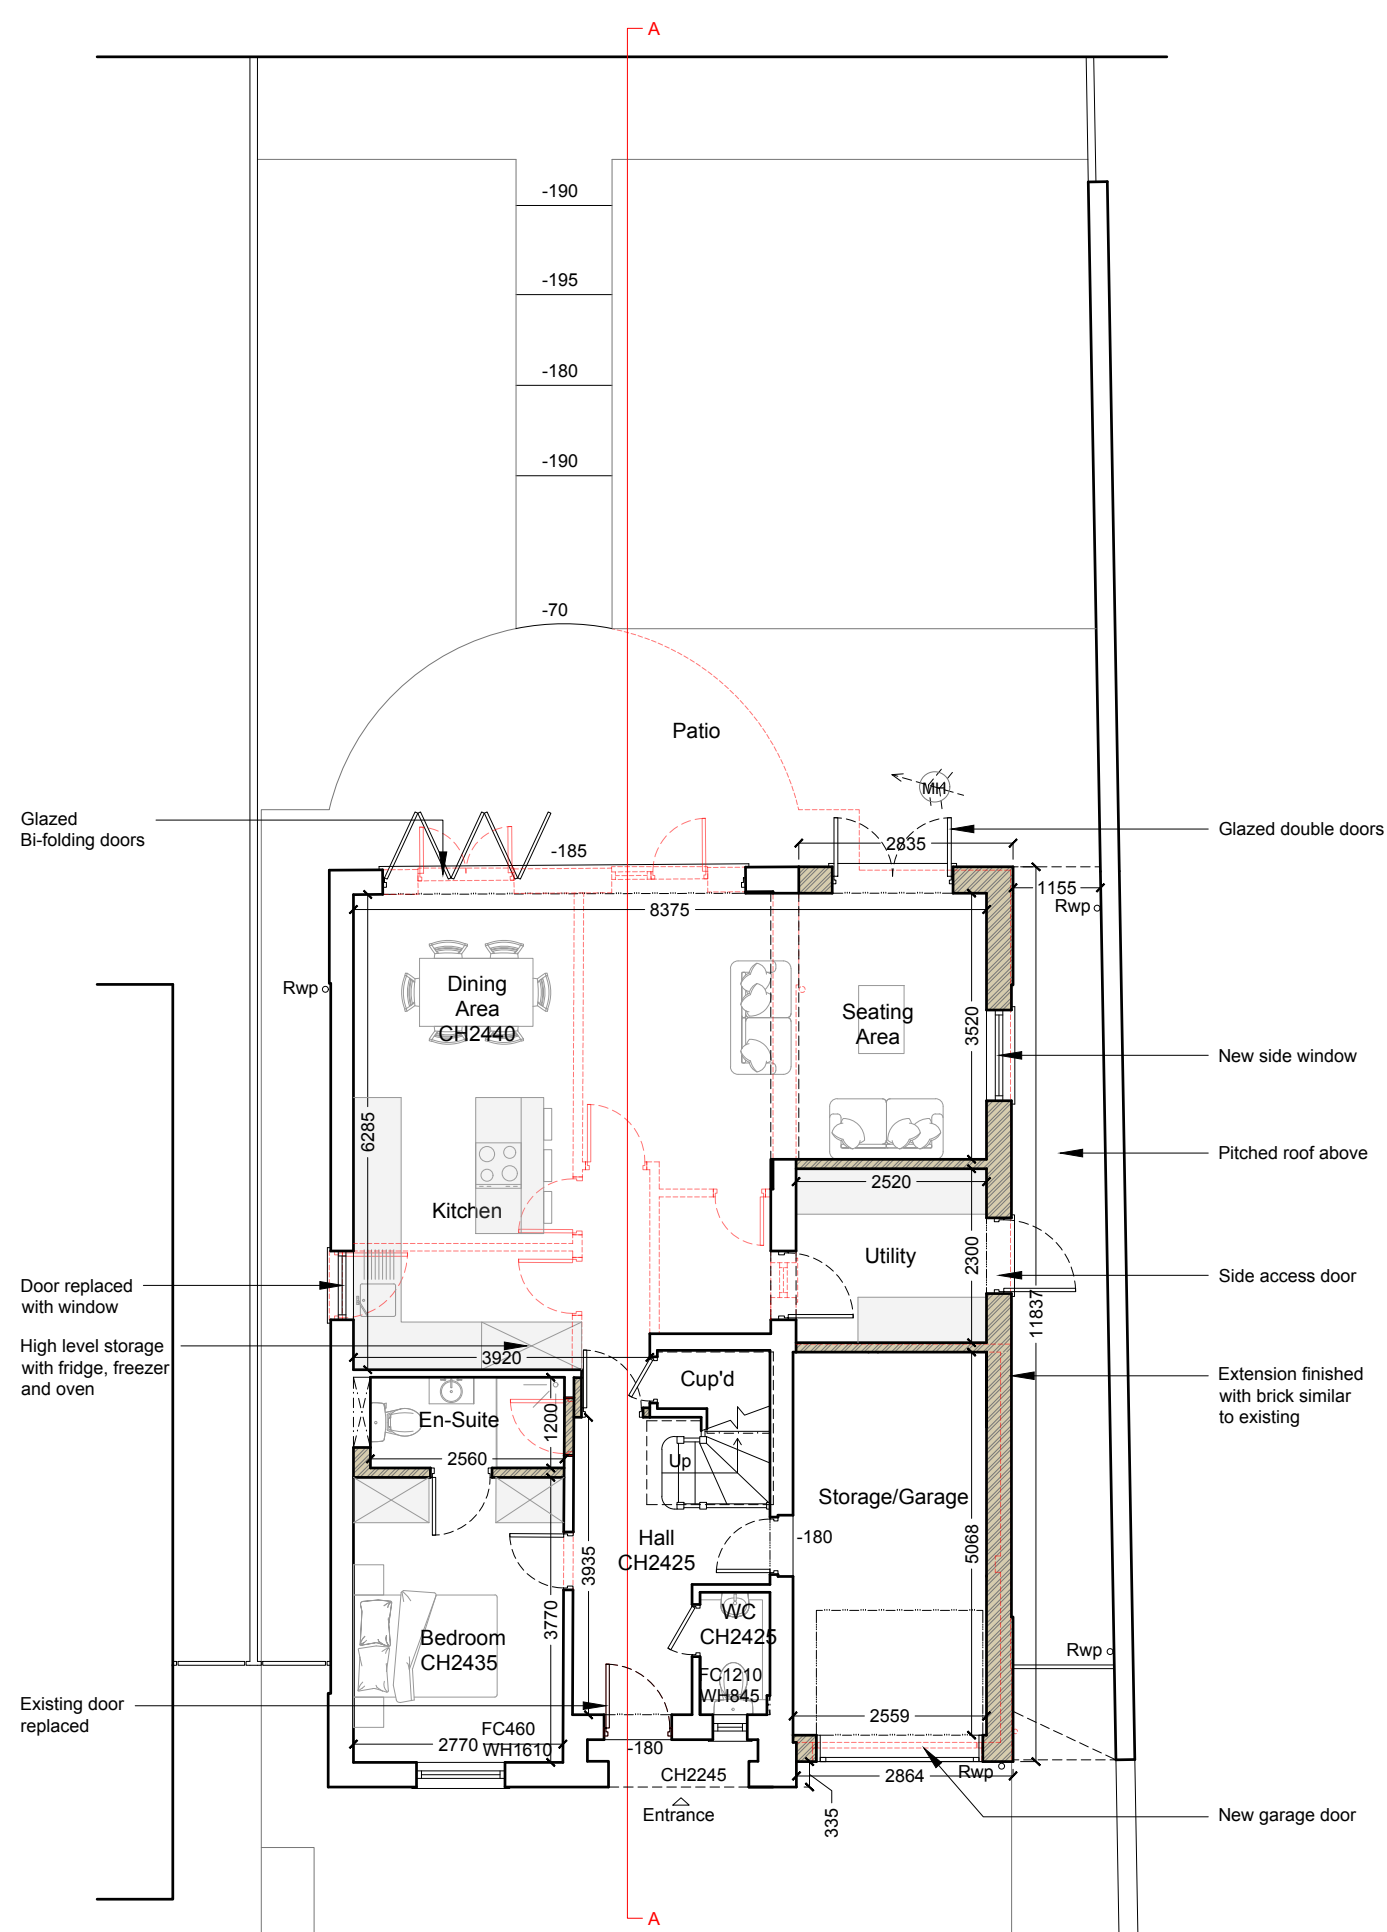 A
-190
-195
-180
-190
-70
Patio
MH
Glazed
Bi-folding doors
-185
2835
Glazed double doors
1155
Rwp
8375
Rwp
Dining
Area
CH2440
Seating
Area
3520
New side window
6285
Pitched roof above
2520
Kitchen
Utility
2300
Side access door
Door replaced
with window
11837
High level storage
with fridge, freezer
and oven
3920
Cup'd
Extension finished
with brick similar
to existing
En-Suite
1200
2560
Up
Storage/Garage
-180
5068
Hall
CH2425
3935
3770
WC
CH2425
Bedroom
CH2435
Rwp
FC1210
WH845
Existing door
replaced
2559
FC460
2770
WH1610
-180
CH2245
2864
Rwp
Entrance
335
New garage door
A